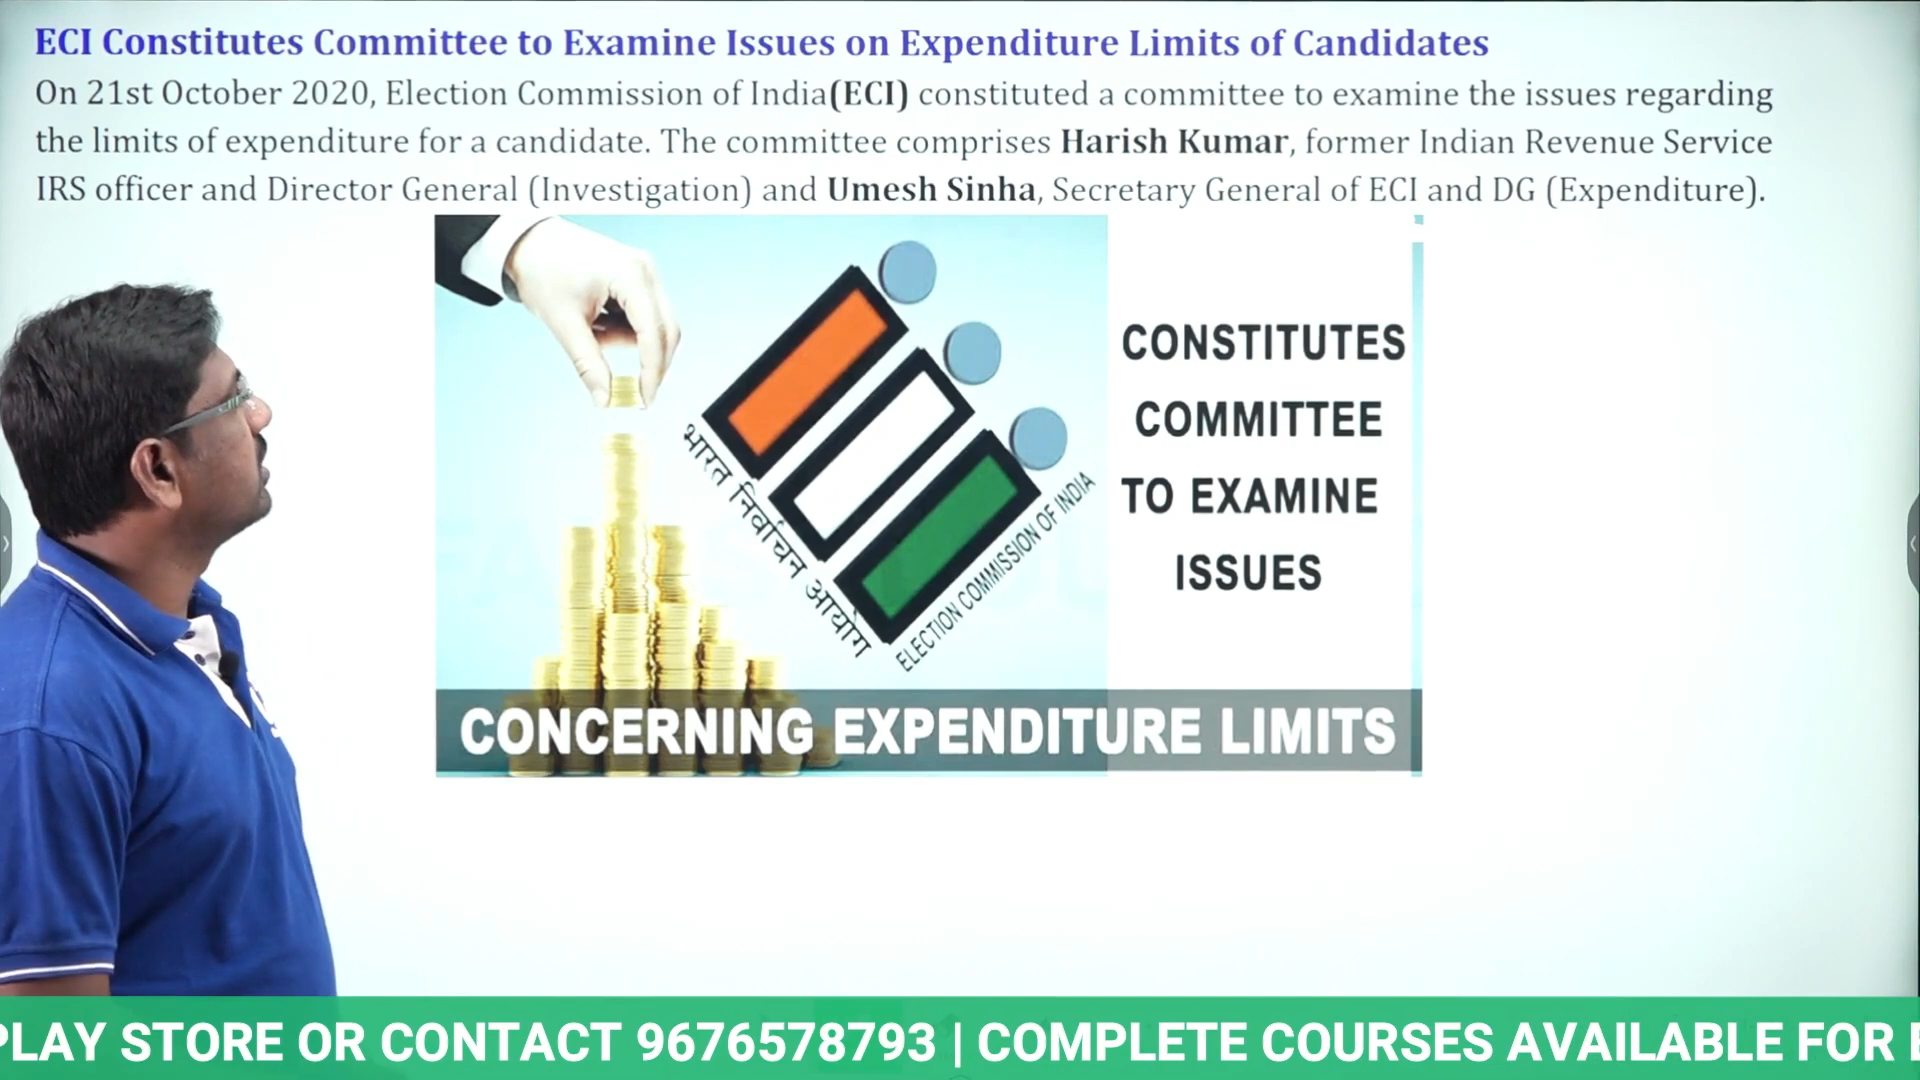 ECI Constitutes Committee to Examine Issues on Expenditure Limits of Candidates
On 21st October 2020, Election Commission of India(ECI) constituted a committee to examine the issues regarding
the limits of expenditure for a candidate. The committee comprises Harish Kumar, former Indian Revenue Service
IRS officer and Director General (Investigation) and Umesh Sinha, Secretary General of ECI and DG (Expenditure).
भारत निर्वाचन आयोग
ELECTION COMMISSION OF INDIA
CONSTITUTES
COMMITTEE
TO EXAMINE
ISSUES
CONCERNING EXPENDITURE LIMITS
PLAY STORE OR CONTACT 9676578793 | COMPLETE COURSES AVAILABLE FOR